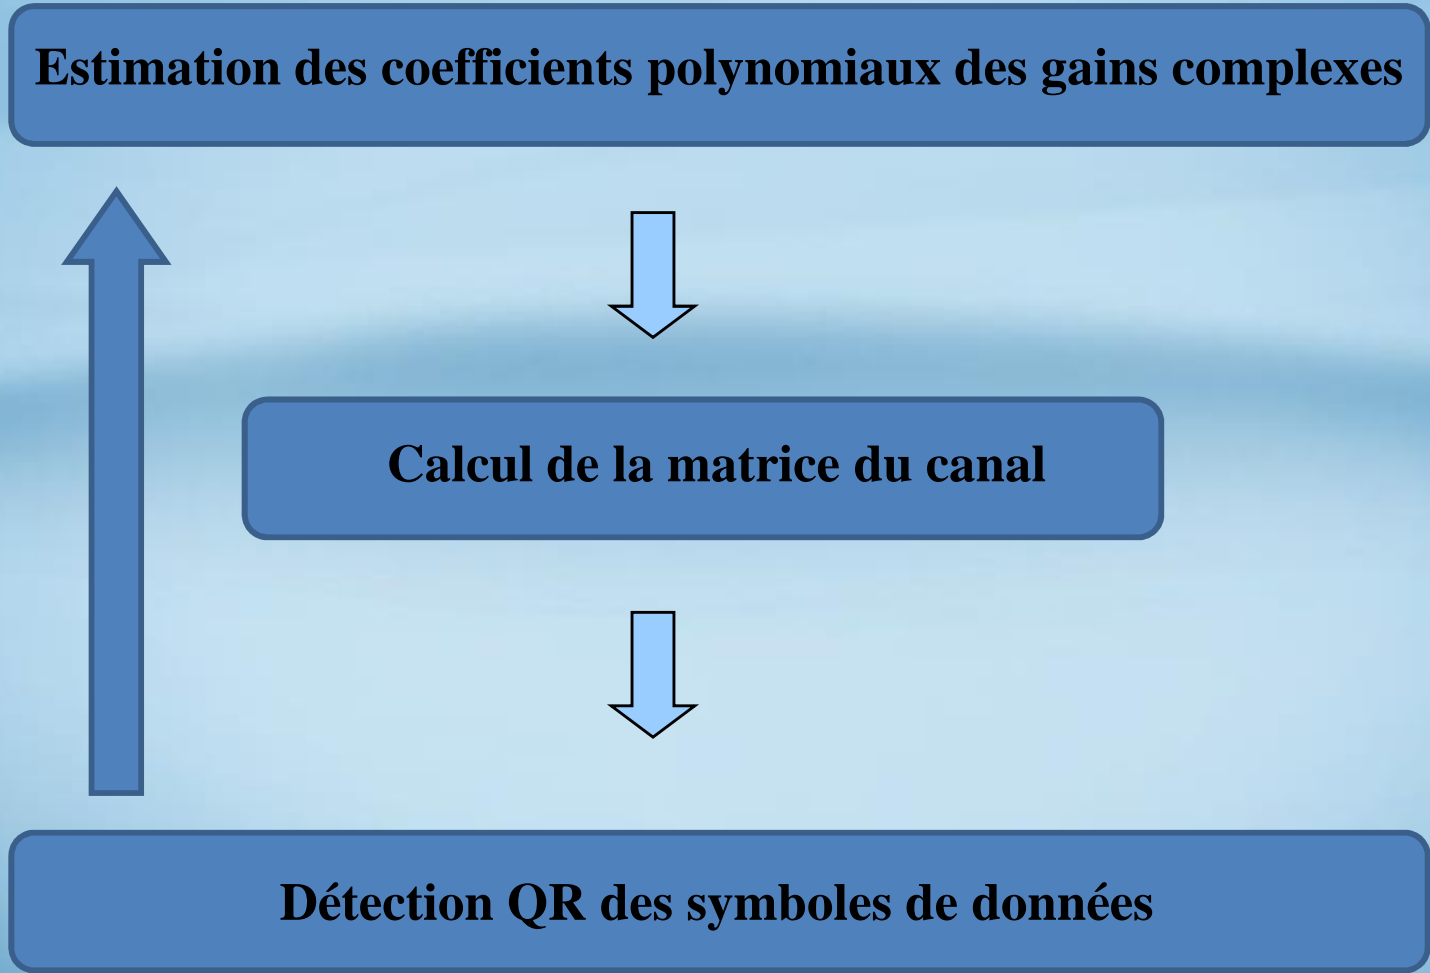 Estimation des coefficients polynomiaux des gains complexes
Calcul de la matrice du canal
Détection QR des symboles de données